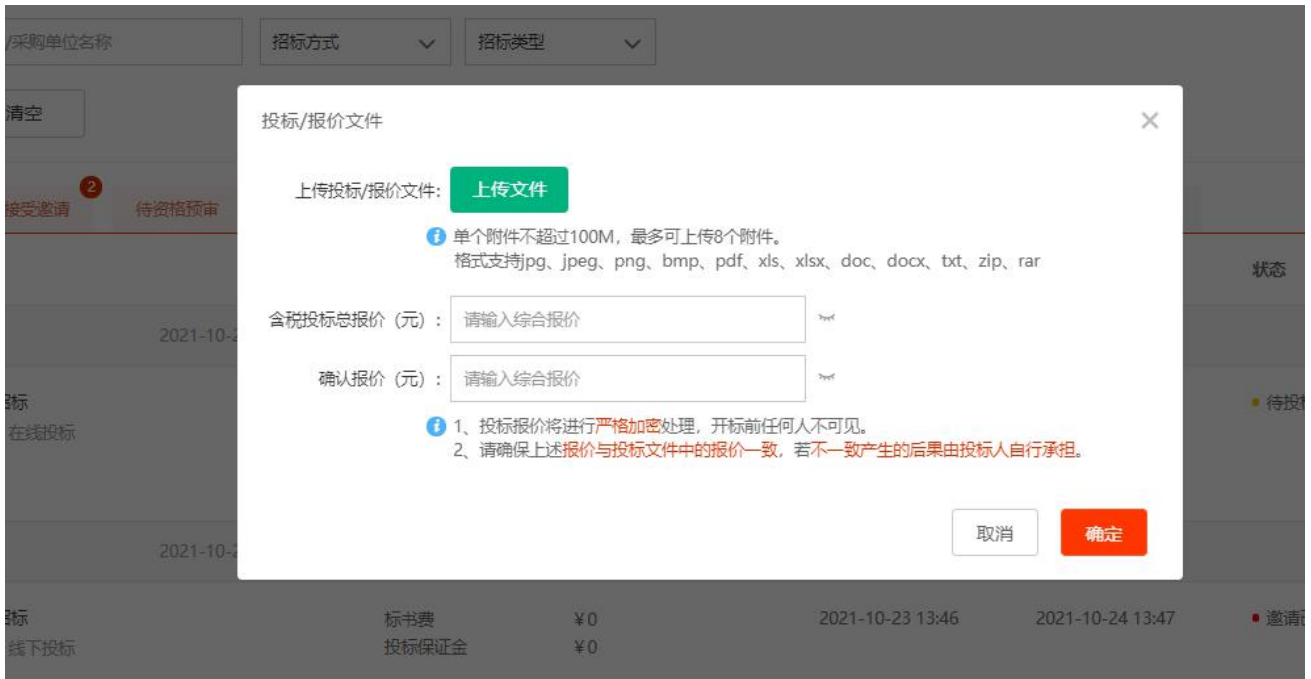 /采购单位名称
招标方式
招标类型
清空
投标/报价文件
上传投标/报价文件:
上传文件
2
接受邀请
待资格预审
单个附件不超过100M，最多可上传8个附件。
格式支持jpg、jpeg、png、bmp、pdf、xls、xlsx、doc、docx、txt、zip、rar
状态
含税投标总报价（元）:
请输入综合报价
2021-10-2
确认报价（元）:
请输入综合报价
招标
待投标
在线投标
1、投标报价将进行严格加密处理，开标前任何人不可见。
2、请确保上述报价与投标文件中的报价一致，若不一致产生的后果由投标人自行承担。
取消
确定
2021-10-2
招标
标书费
¥0
2021-10-23 13:46
2021-10-24 13:47
邀请已
线下投标
投标保证金
¥0